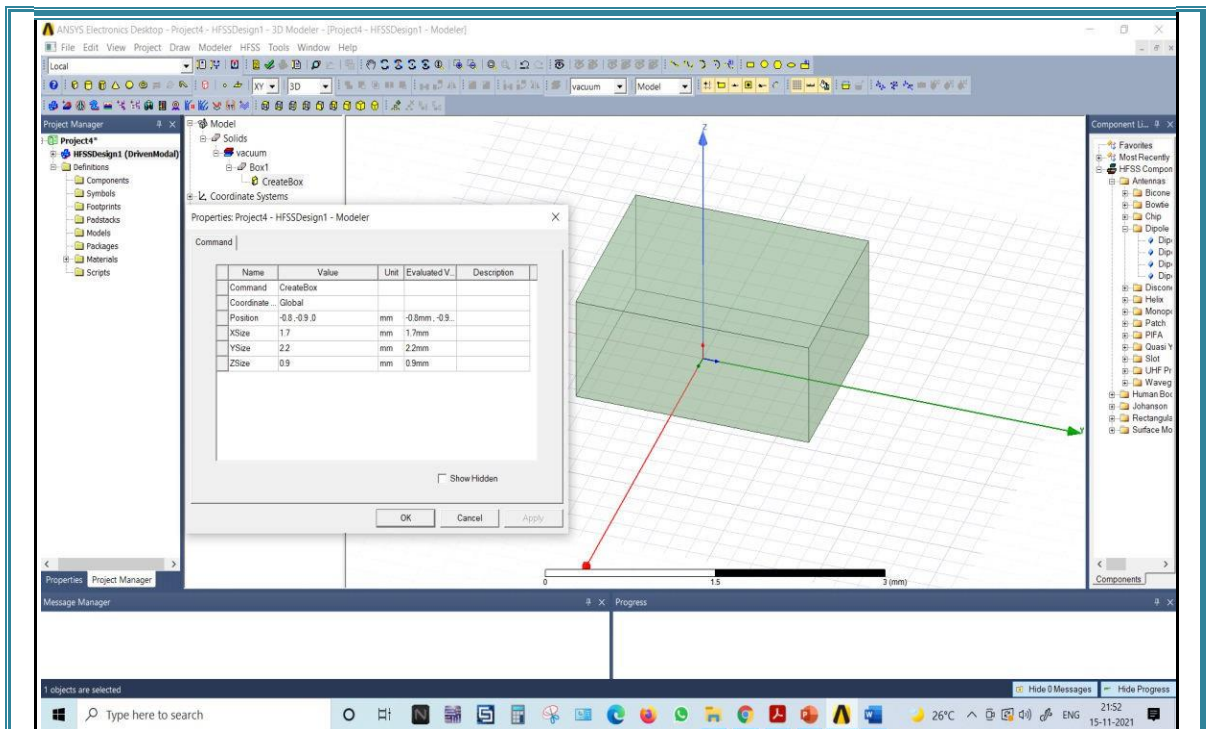 ANSYS Electronics Desktop - Project4 - HFSSDesign1 - 3D Modeler - [Project4 - HFSSDesign1 - Modeler]
File Edit View Project Draw Modeler HFSS Tools Window Help
Local
XY 3D vacuum Model
Project Manager
Project4*
HFSSDesign1 (DrivenModal)
Definitions
Components
Symbols
Footprints
Padstacks
Models
Packages
Materials
Scripts
Model
Solids
vacuum
Box1
CreateBox
Coordinate Systems
Properties: Project4 - HFSSDesign1 - Modeler
Command
Name Value Unit Evaluated V... Description
Command CreateBox
Coordinate ... Global
Position -0.8 ,-0.9 ,0 mm -0.8mm , -0.9...
XSize 1.7 mm 1.7mm
YSize 2.2 mm 2.2mm
ZSize 0.9 mm 0.9mm
Show Hidden
OK Cancel Apply
Z
Y
0 1.5 3 (mm)
Component Li...
Favorites
Most Recently
HFSS Compon
Antennas
Bicone
Bowtie
Chip
Dipole
Dip
Dip
Dip
Dip
Discon
Helix
Monop
Patch
PIFA
Quasi Y
Slot
UHF Pr
Waveg
Human Boc
Johanson
Rectangula
Surface Mo
Properties Project Manager
Components
Message Manager
Progress
1 objects are selected
Hide 0 Messages Hide Progress
Type here to search
26°C ENG 21:52
15-11-2021